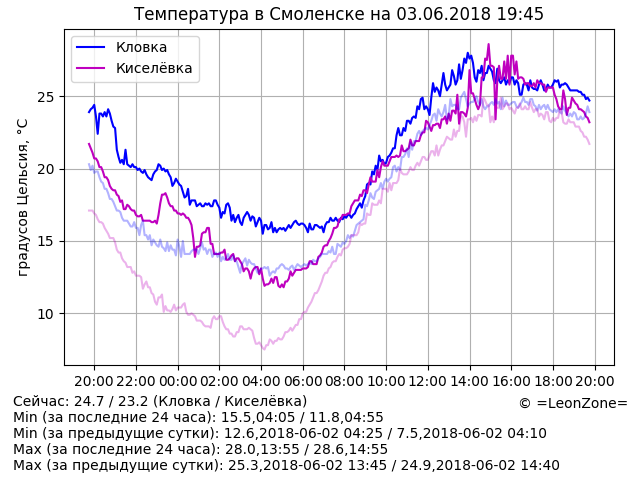 Температура в Смоленске на 03.06.2018 19:45
Кловка
Киселёвка
градусов Цельсия, °C
25
20
15
10
20:00 22:00 00:00 02:00 04:00 06:00 08:00 10:00 12:00 14:00 16:00 18:00 20:00
Сейчас: 24.7 / 23.2 (Кловка / Киселёвка)
© =LeonZone=
Min (за последние 24 часа): 15.5,04:05 / 11.8,04:55
Min (за предыдущие сутки): 12.6,2018-06-02 04:25 / 7.5,2018-06-02 04:10
Max (за последние 24 часа): 28.0,13:55 / 28.6,14:55
Max (за предыдущие сутки): 25.3,2018-06-02 13:45 / 24.9,2018-06-02 14:40